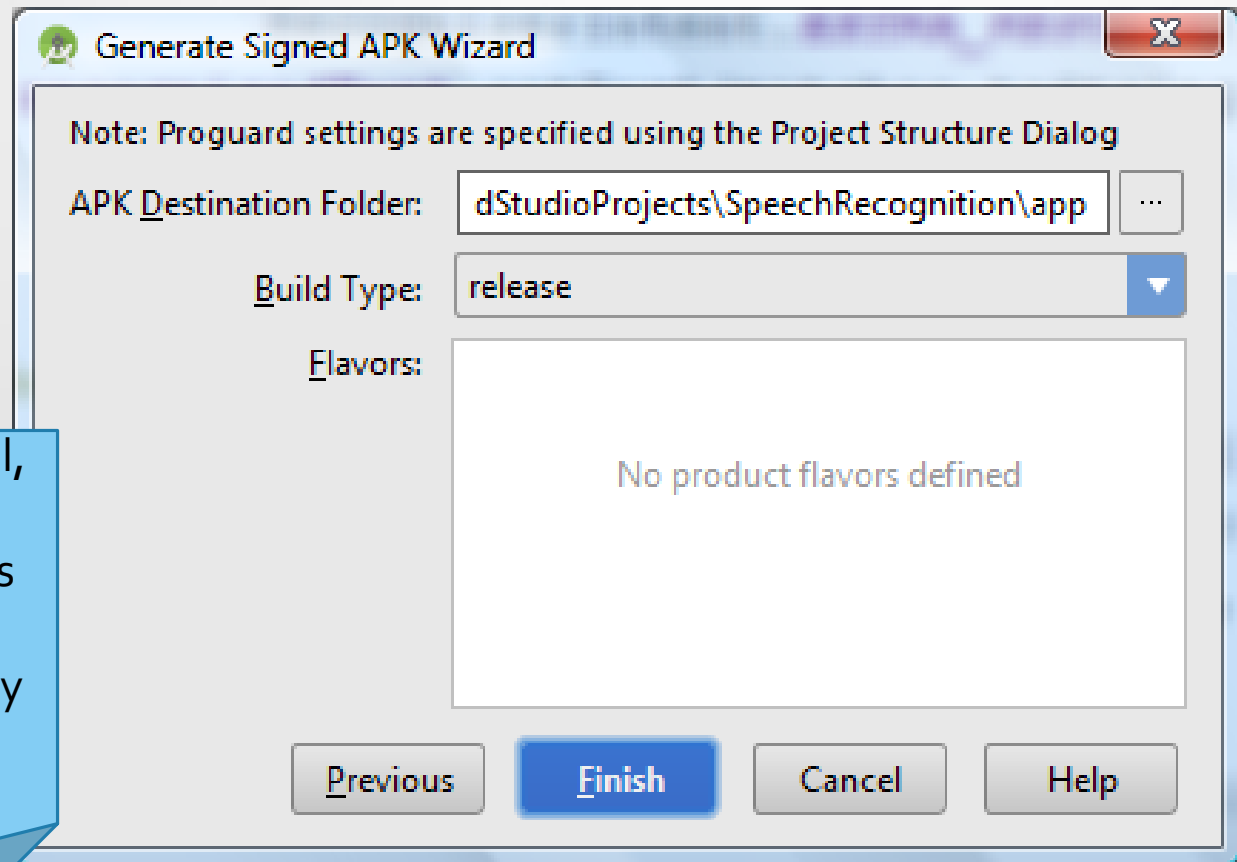 Generate Signed APK Wizard
Note: Proguard settings are specified using the Project Structure Dialog
APK Destination Folder:
dStudioProjects\SpeechRecognition\app
...
Build Type:
release
Flavors:
No product flavors defined
l,
s
y
Previous
Finish
Cancel
Help